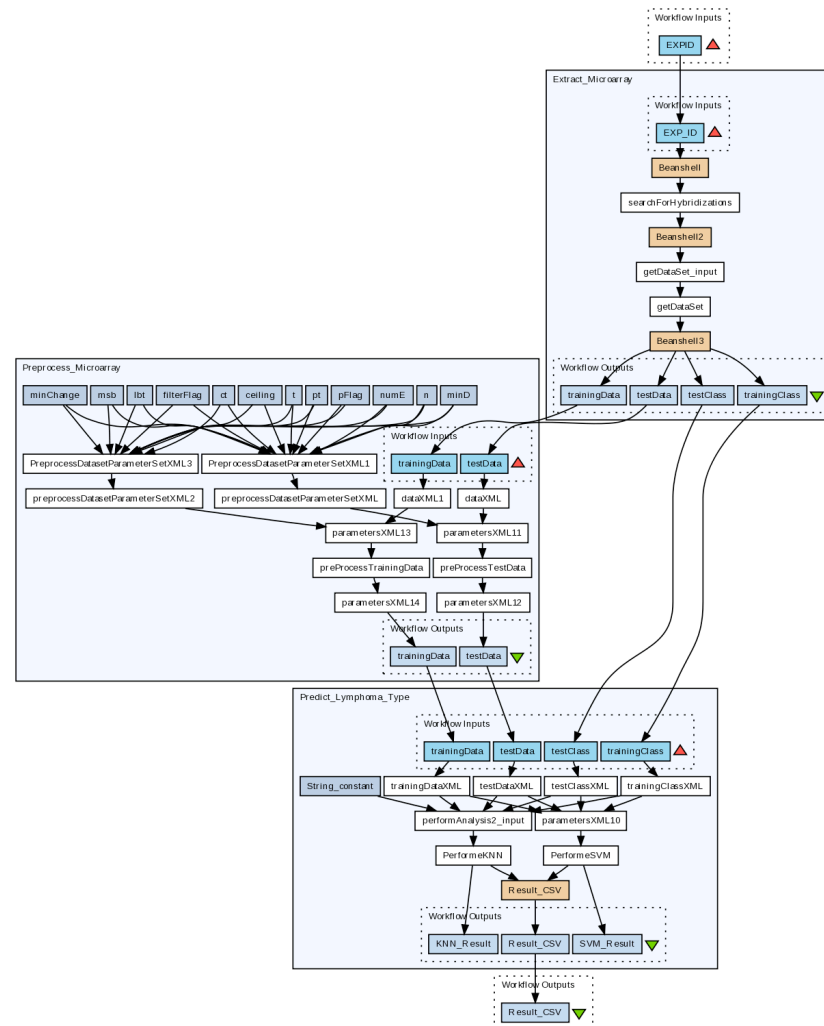 Workflow Inputs
EXPID
Extract_Microarray
Workflow Inputs
EXP_ID
Beanshell
searchForHybridizations
Beanshell2
getDataSet_input
getDataSet
Beanshell3
Workflow Outputs
trainingData testData testClass trainingClass
Preprocess_Microarray
minChange msb lbt filterFlag ct ceiling t pt pFlag numE n minD
Workflow Inputs
PreprocessDatasetParameterSetXML3 PreprocessDatasetParameterSetXML1 trainingData testData
preprocessDatasetParameterSetXML2 preprocessDatasetParameterSetXML dataXML1 dataXML
parametersXML13 parametersXML11
preProcessTrainingData preProcessTestData
parametersXML14 parametersXML12
Workflow Outputs
trainingData testData
Predict_Lymphoma_Type
Workflow Inputs
trainingData testData testClass trainingClass
String_constant trainingDataXML testDataXML testClassXML trainingClassXML
performAnalysis2_input parametersXML10
PerformeKNN PerformeSVM
Result_CSV
Workflow Outputs
KNN_Result Result_CSV SVM_Result
Workflow Outputs
Result_CSV